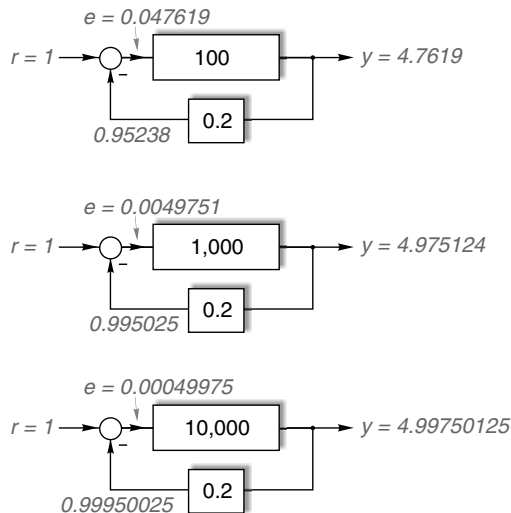 e = 0.047619
r = 1
100
y = 4.7619
–
0.2
0.95238
e = 0.0049751
r = 1
1,000
y = 4.975124
–
0.2
0.995025
e = 0.00049975
r = 1
10,000
y = 4.99750125
–
0.2
0.99950025